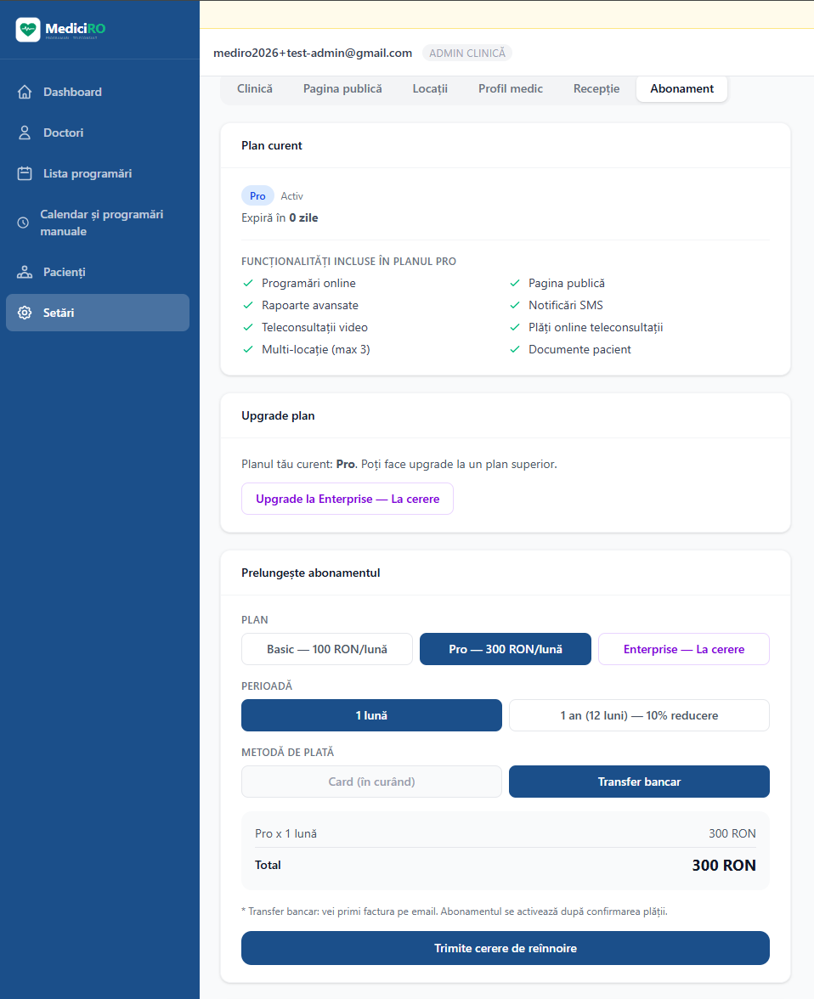 MediciRO
PROGRAMARI · TELECONSULT
mediro2026+test-admin@gmail.com ADMIN CLINICĂ
Dashboard
Doctori
Lista programări
Calendar și programări
manuale
Pacienți
Setări
Clinică Pagina publică Locații Profil medic Recepție Abonament
Plan curent
Pro Activ
Expiră în 0 zile
FUNCȚIONALITĂȚI INCLUSE ÎN PLANUL PRO
Programări online Pagina publică
Rapoarte avansate Notificări SMS
Teleconsultații video Plăți online teleconsultații
Multi-locație (max 3) Documente pacient
Upgrade plan
Planul tău curent: Pro. Poți face upgrade la un plan superior.
Upgrade la Enterprise — La cerere
Prelungește abonamentul
PLAN
Basic — 100 RON/lună Pro — 300 RON/lună Enterprise — La cerere
PERIOADĂ
1 lună 1 an (12 luni) — 10% reducere
METODĂ DE PLATĂ
Card (în curând) Transfer bancar
Pro x 1 lună 300 RON
Total 300 RON
* Transfer bancar: vei primi factura pe email. Abonamentul se activează după confirmarea plății.
Trimite cerere de reînnoire